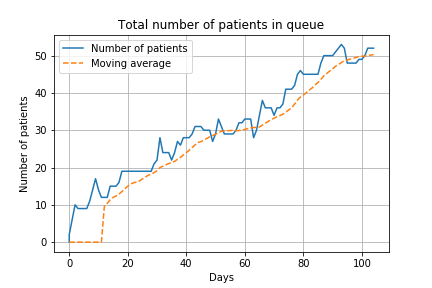 Total number of patients in queue
Number of patients
Moving average
Number of patients
50
40
30
20
10
0
0 20 40 60 80 100
Days